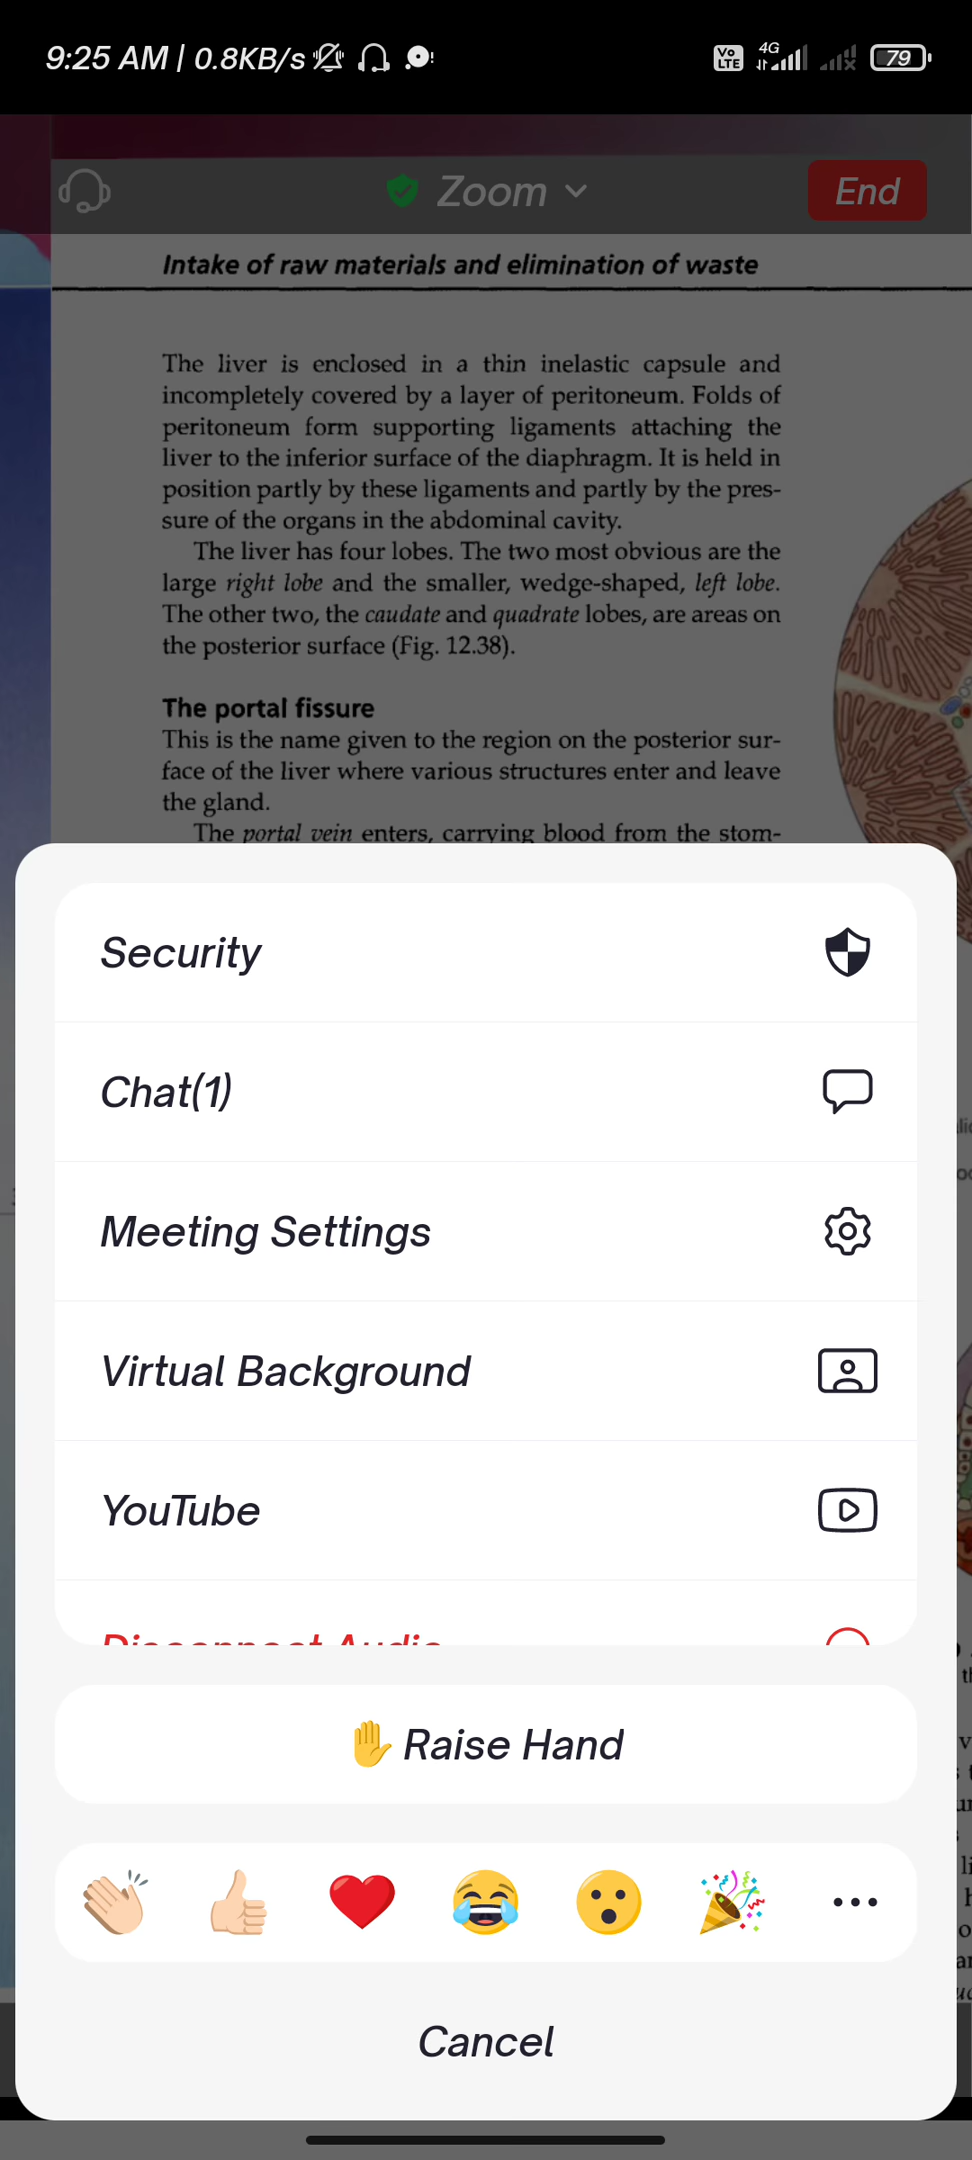 9:25 AM | 0.8KB/s
Vo LTE
4G
79
Zoom
End
Intake of raw materials and elimination of waste
The liver is enclosed in a thin inelastic capsule and
incompletely covered by a layer of peritoneum. Folds of
peritoneum form supporting ligaments attaching the
liver to the inferior surface of the diaphragm. It is held in
position partly by these ligaments and partly by the pres-
sure of the organs in the abdominal cavity.
The liver has four lobes. The two most obvious are the
large right lobe and the smaller, wedge-shaped, left lobe.
The other two, the caudate and quadrate lobes, are areas on
the posterior surface (Fig. 12.38).
The portal fissure
This is the name given to the region on the posterior sur-
face of the liver where various structures enter and leave
the gland.
The portal vein enters, carrying blood from the stom-
Security
Chat(1)
Meeting Settings
Virtual Background
YouTube
Disconnect Audio
Raise Hand
Cancel